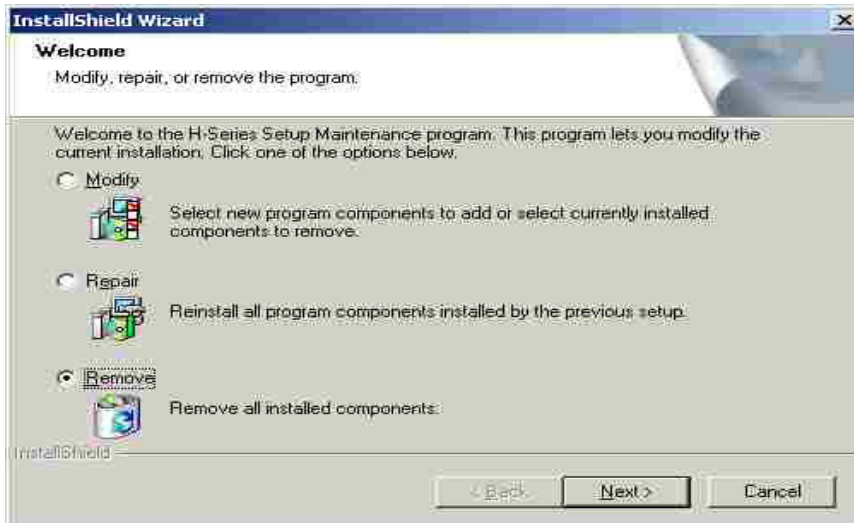 InstallShield Wizard
Welcome
Modify, repair, or remove the program.
Welcome to the H-Series Setup Maintenance program. This program lets you modify the
current installation. Click one of the options below.
Modify
Select new program components to add or select currently installed
components to remove.
Repair
Reinstall all program components installed by the previous setup.
Remove
Remove all installed components.
InstallShield
< Back
Next >
Cancel